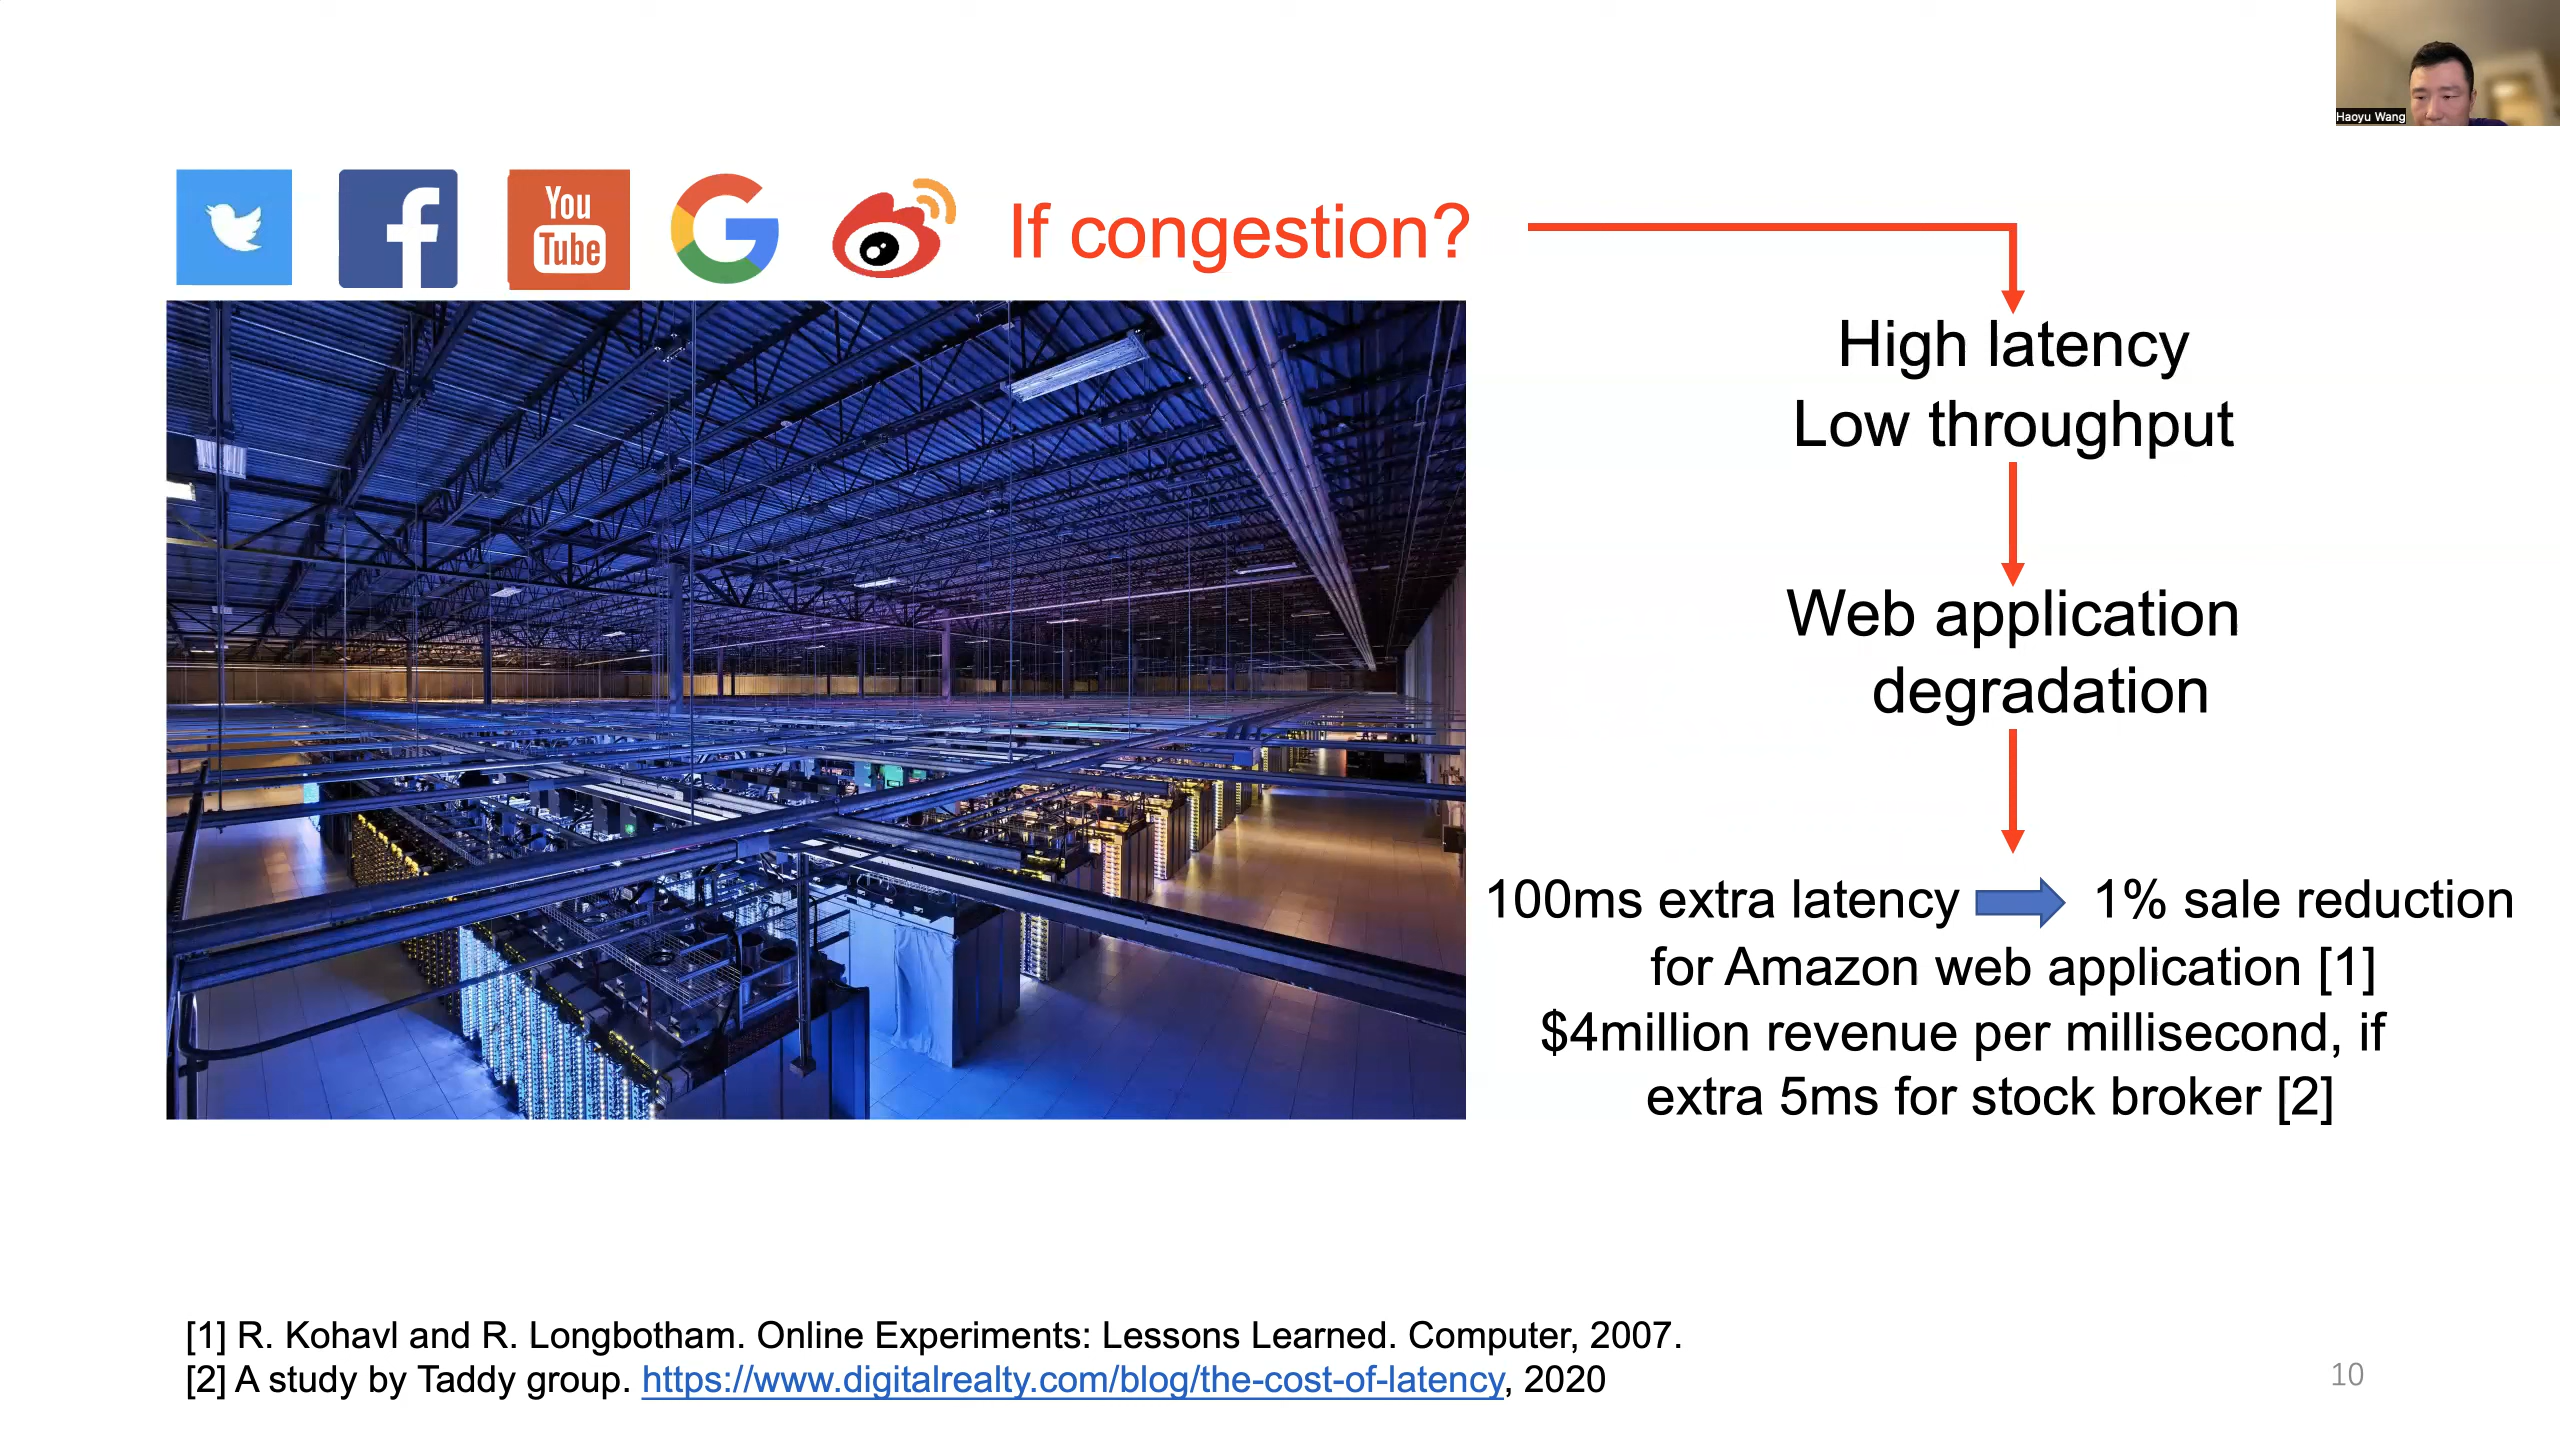 Haoyu Wang
You
Tube
If congestion?
High latency
Low throughput
Web application
degradation
100ms extra latency 1% sale reduction
for Amazon web application [1]
$4million revenue per millisecond, if
extra 5ms for stock broker [2]
[1] R. Kohavl and R. Longbotham. Online Experiments: Lessons Learned. Computer, 2007.
[2] A study by Taddy group. https://www.digitalrealty.com/blog/the-cost-of-latency, 2020
10